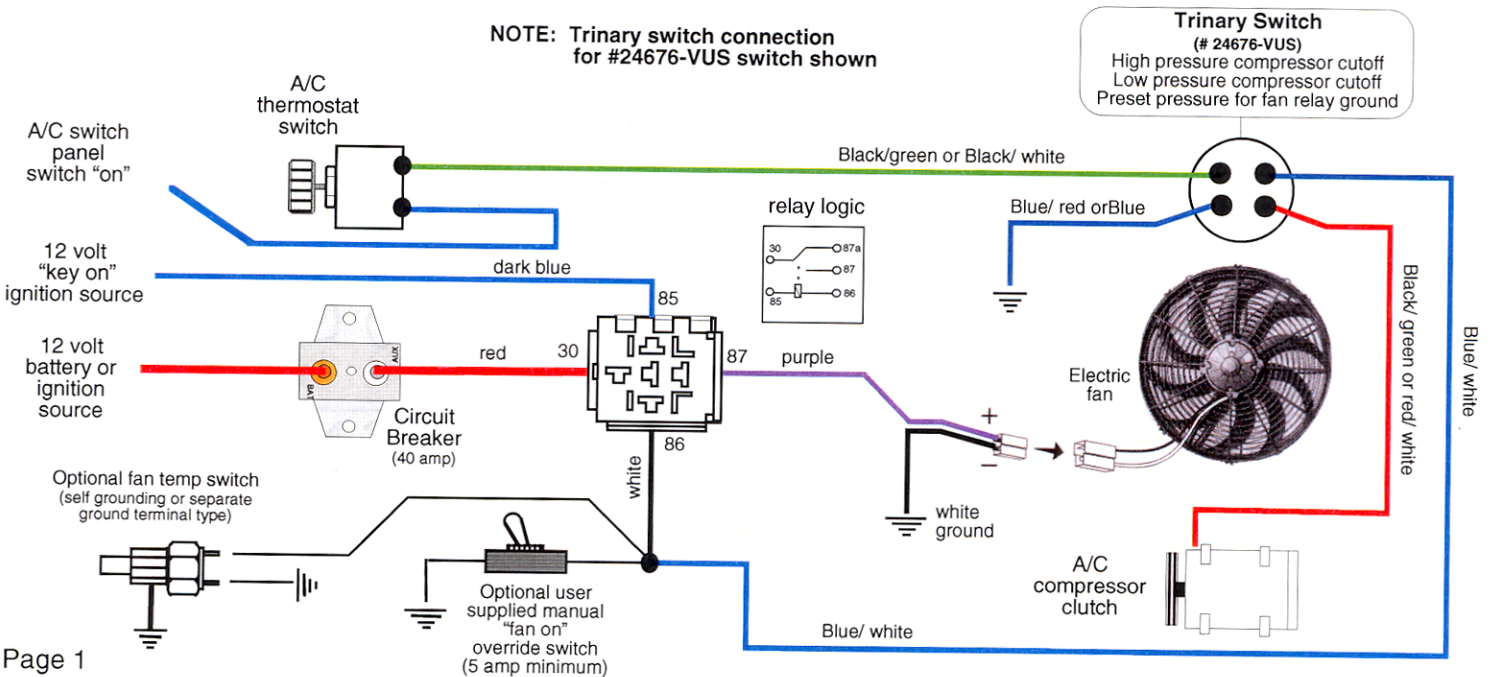 NOTE: Trinary switch connection
for #24676-VUS switch shown
Trinary Switch
(# 24676-VUS)
High pressure compressor cutoff
Low pressure compressor cutoff
Preset pressure for fan relay ground
A/C
thermostat
switch
A/C switch
panel
switch “on”
Black/green or Black/ white
Blue/ red orBlue
relay logic
30
87a
87
85
86
12 volt
“key on”
ignition source
dark blue
85
12 volt
battery or
ignition
source
BAT
AUX
red
30
87
purple
86
Circuit
Breaker
(40 amp)
white
Electric
fan
+
–
white
ground
Black/ green or red/ white
Blue/ white
Optional fan temp switch
(self grounding or separate
ground terminal type)
Optional user
supplied manual
“fan on”
override switch
(5 amp minimum)
A/C
compressor
clutch
Blue/ white
Page 1